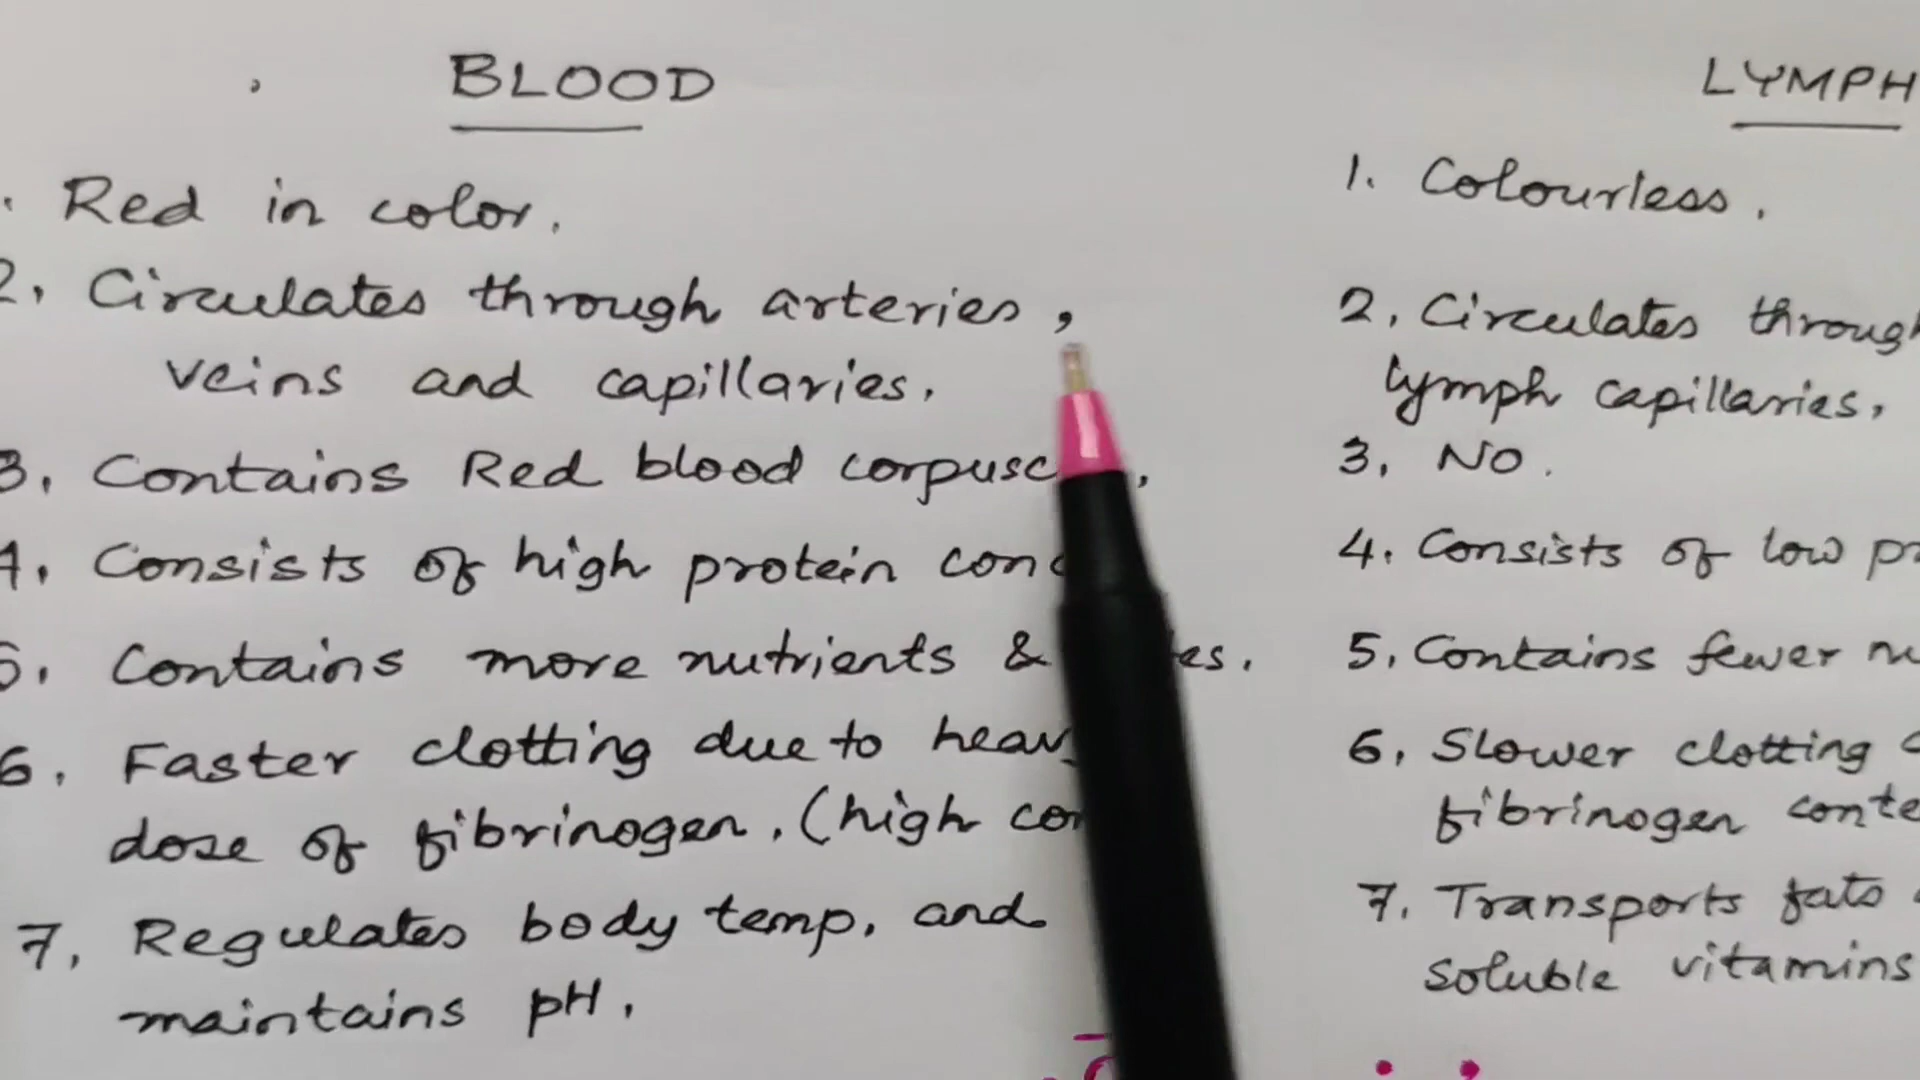 BLOOD
Red in color.
2. Circulates through arteries,
veins and capillaries.
3. Contains Red blood
4. Consists of high protein
5. Contains more nutrients &
6. Faster clotting due to
dose of fibrinogen. (high
7. Regulates body temp. and
maintains pH.
LYMPH
1. Colourless.
2. Circulates through
lymph capillaries.
3. No.
4. Consists of low
5. Contains fewer
6. Slower clotting
fibrinogen
7. Transports fats
soluble vitamins